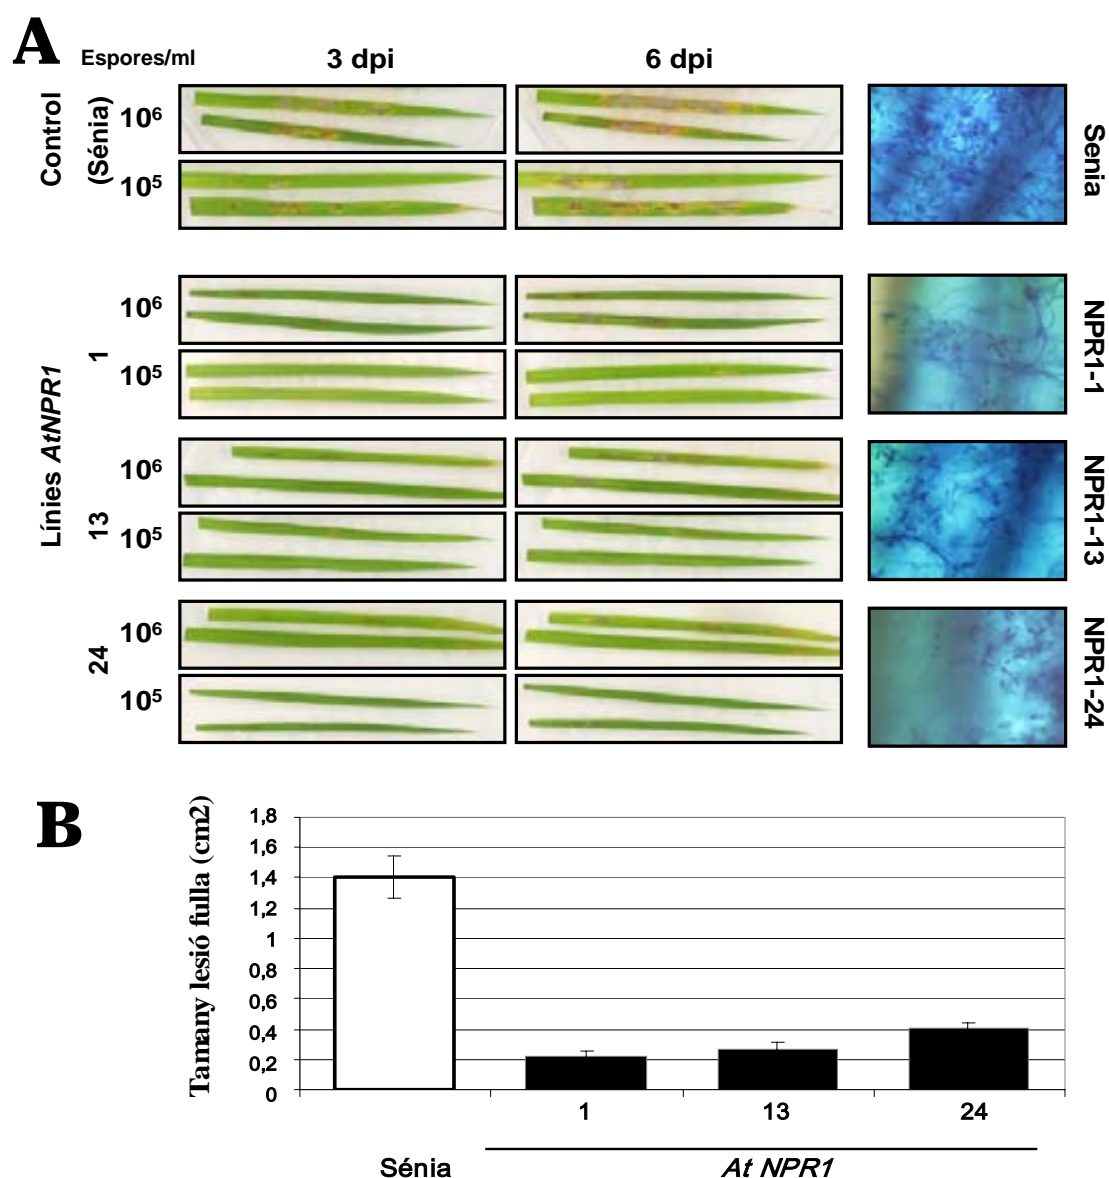 A
Espores/ml
3 dpi
6 dpi
Control
(Sénia)
10⁶
10⁵
Senia
Línies AtNPR1
1
10⁶
10⁵
NPR1-1
13
10⁶
10⁵
NPR1-13
24
10⁶
10⁵
NPR1-24
B
Tamany lesió fulla (cm2)
1,8
1,6
1,4
1,2
1
0,8
0,6
0,4
0,2
0
1 13 24
Sénia At NPR1